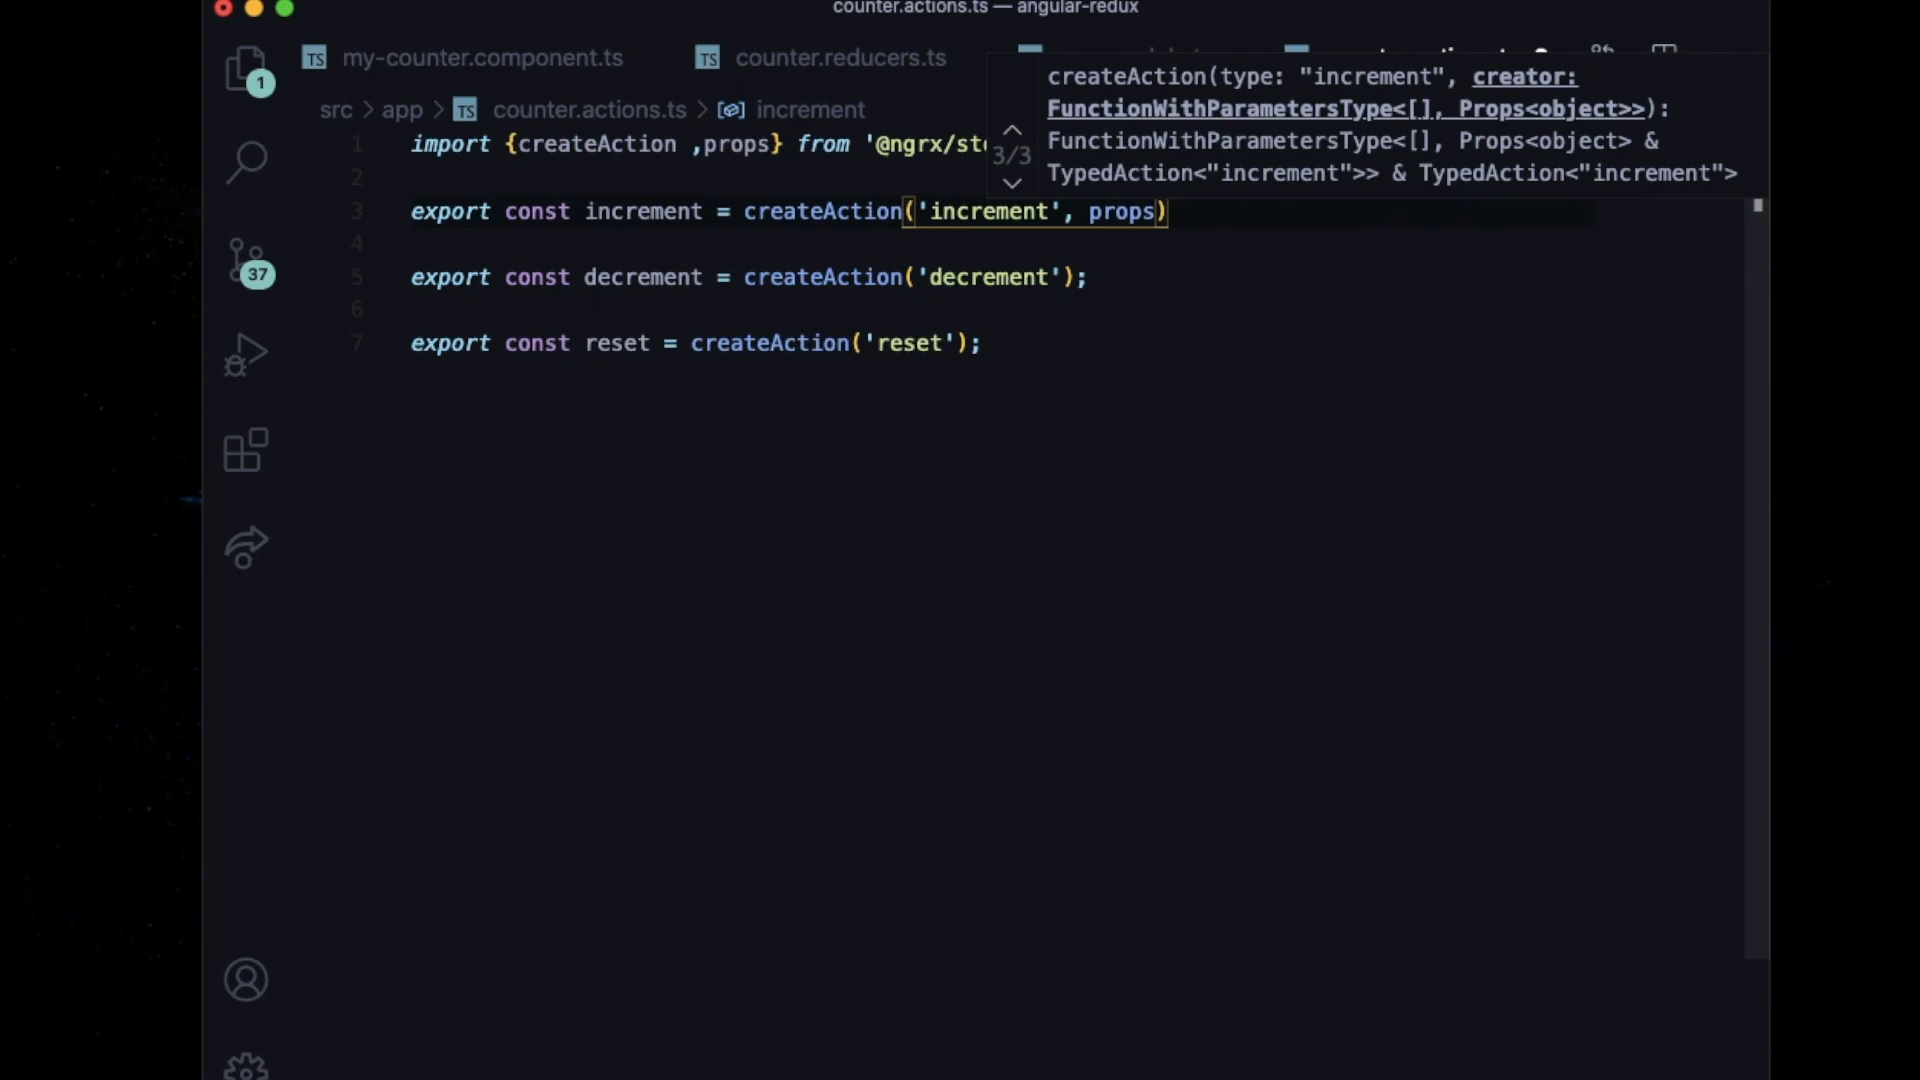 counter.actions.ts — angular-redux
TS my-counter.component.ts
TS counter.reducers.ts
1
src > app > TS counter.actions.ts > increment
createAction(type: "increment", creator:
FunctionWithParametersType<[], Props<object>>):
FunctionWithParametersType<[], Props<object> &
TypedAction<"increment">> & TypedAction<"increment">
3/3
1 import {createAction ,props} from '@ngrx/st
2
3 export const increment = createAction('increment', props)
4
5 export const decrement = createAction('decrement');
6
7 export const reset = createAction('reset');
37